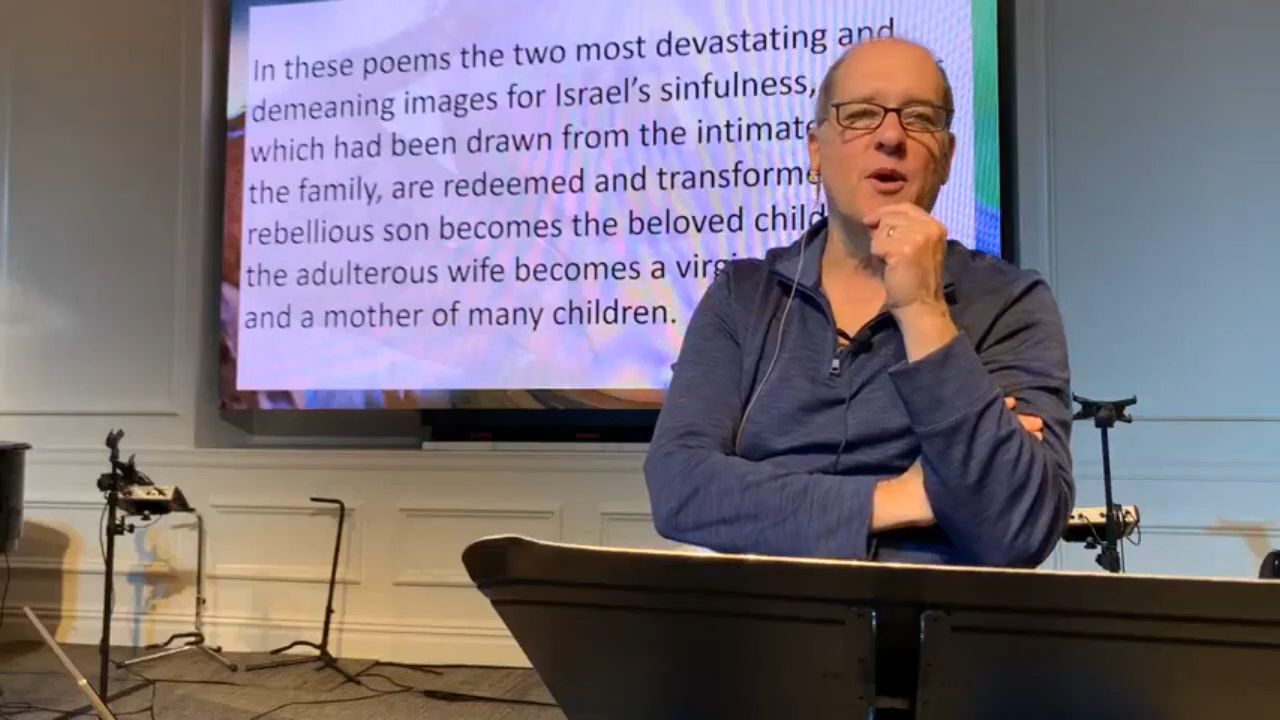 In these poems the two most devastating and
demeaning images for Israel's sinfulness,
which had been drawn from the intimate
the family, are redeemed and
rebellious son becomes the beloved child
the adulterous wife becomes a
and a mother of many children.